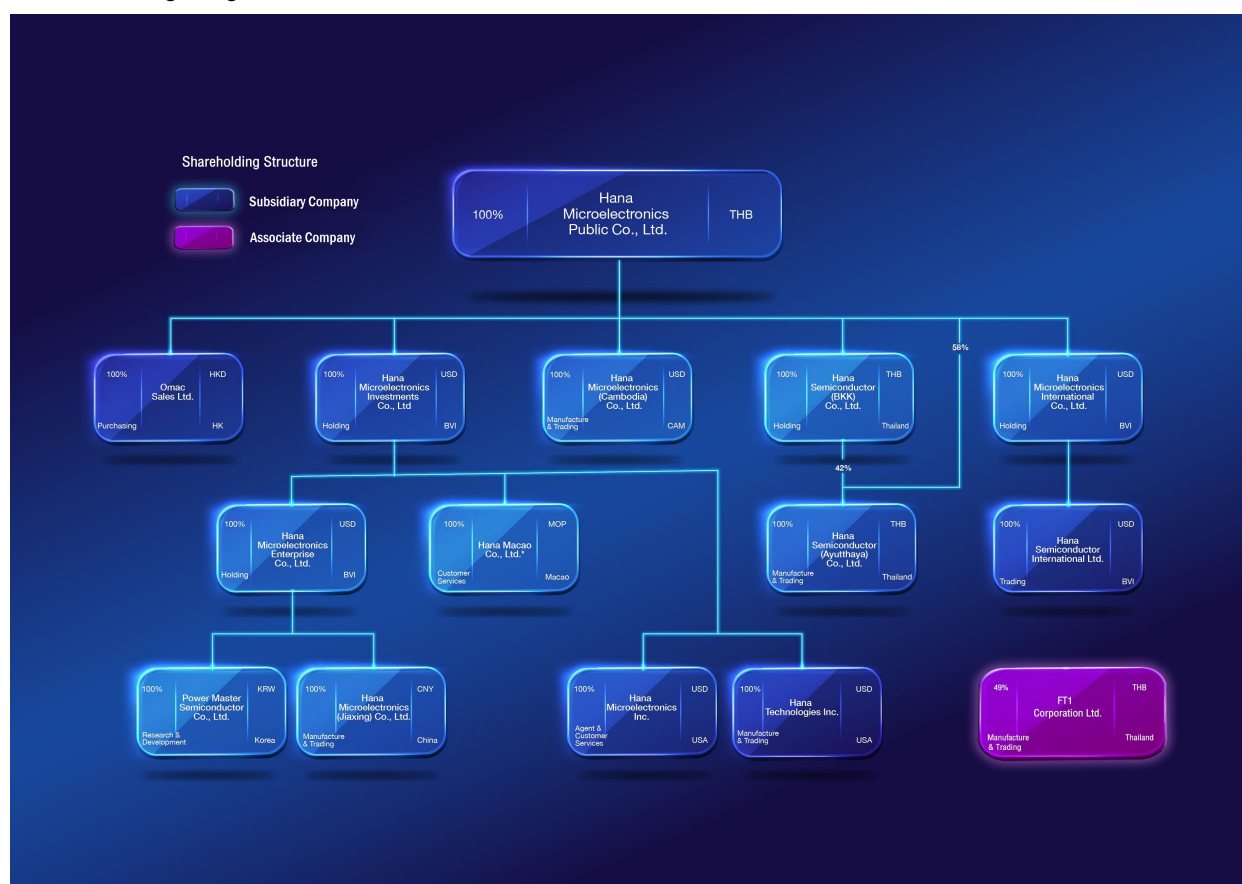 Shareholding Structure
Subsidiary Company
Associate Company
100%
Hana
Microelectronics
Public Co., Ltd.
THB
58%
100%
Omac
Sales Ltd.
HKD
Purchasing
HK
100%
Hana
Microelectronics
Investments
Co., Ltd
USD
Holding
BVI
100%
Hana
Microelectronics
(Cambodia)
Co., Ltd.
USD
Manufacture
& Trading
CAM
100%
Hana
Semiconductor
(BKK)
Co., Ltd.
THB
Holding
Thailand
100%
Hana
Microelectronics
International
Co., Ltd.
USD
Holding
BVI
42%
100%
Hana
Microelectronics
Enterprise
Co., Ltd.
USD
Holding
BVI
100%
Hana Macao
Co., Ltd.*
MOP
Customer
Services
Macao
100%
Hana
Semiconductor
(Ayutthaya)
Co., Ltd.
THB
Manufacture
& Trading
Thailand
100%
Hana
Semiconductor
International Ltd.
USD
Trading
BVI
100%
Power Master
Semiconductor
Co., Ltd.
KRW
Research &
Development
Korea
100%
Hana
Microelectronics
(Jiaxing) Co., Ltd.
CNY
Manufacture
& Trading
China
100%
Hana
Microelectronics
Inc.
USD
Agent &
Customer
Services
USA
100%
Hana
Technologies Inc.
USD
Manufacture
& Trading
USA
49%
FT1
Corporation Ltd.
THB
Manufacture
& Trading
Thailand